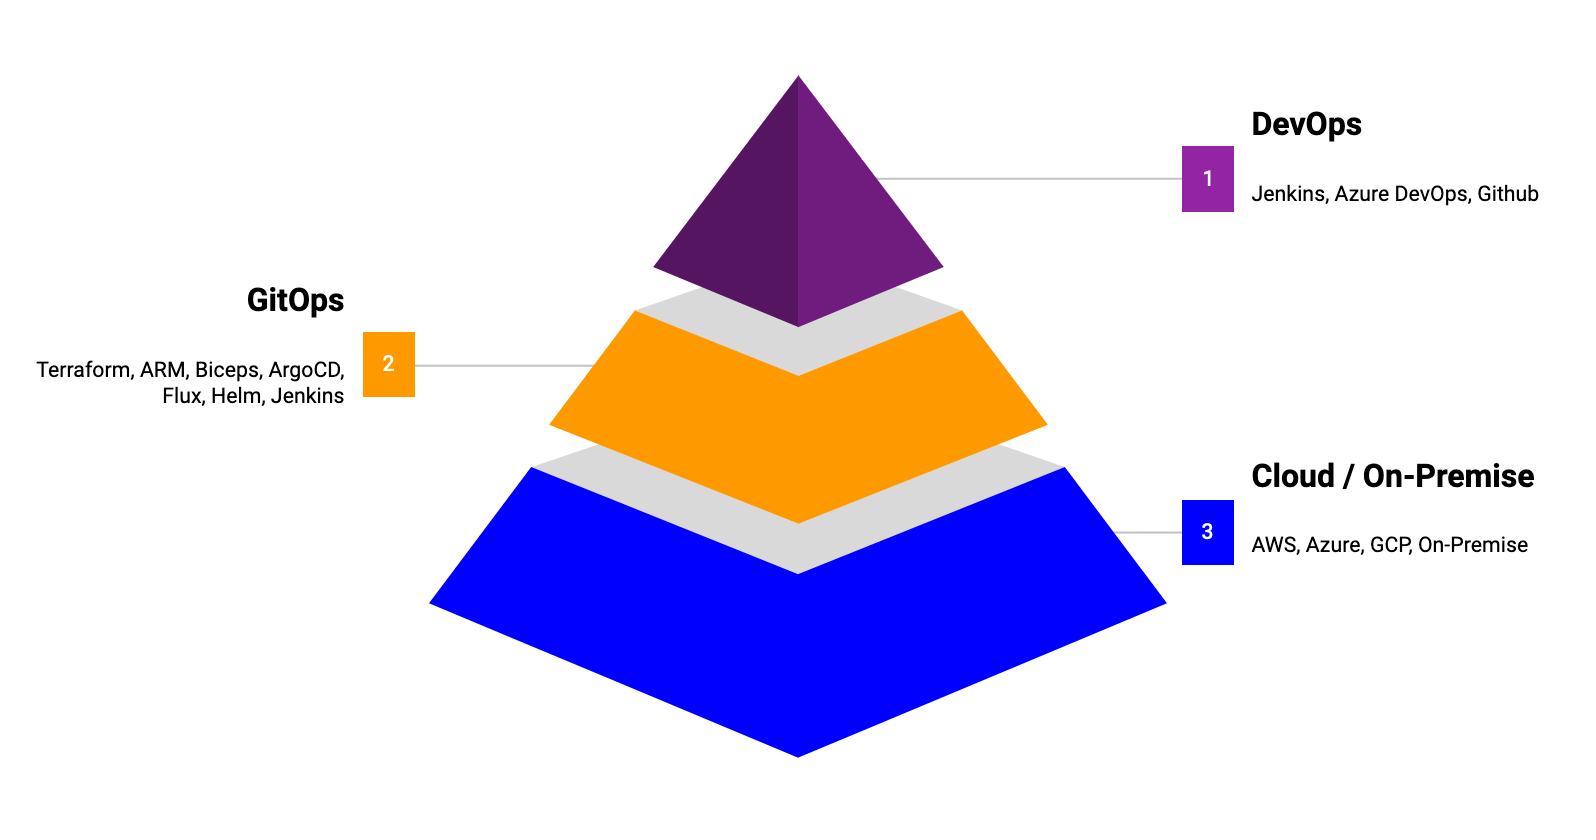 DevOps
1
Jenkins, Azure DevOps, Github
GitOps
2
Terraform, ARM, Biceps, ArgoCD,
Flux, Helm, Jenkins
Cloud / On-Premise
3
AWS, Azure, GCP, On-Premise